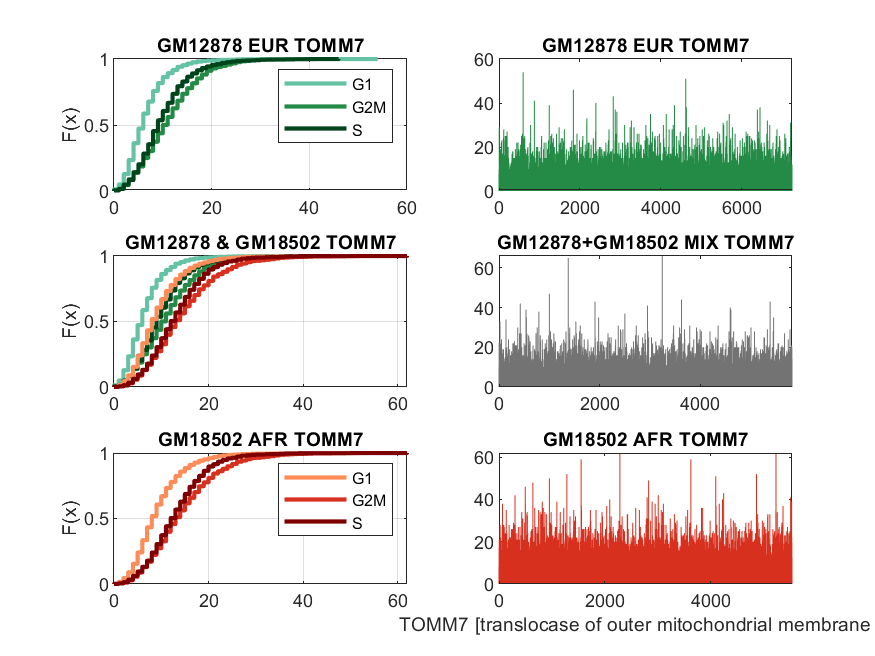 GM12878 EUR TOMM7
F(x)
1
0.5
0
0 20 40 60
G1
G2M
S
GM12878 EUR TOMM7
60
40
20
0
0 2000 4000 6000
GM12878 & GM18502 TOMM7
F(x)
1
0.5
0
0 20 40 60
GM12878+GM18502 MIX TOMM7
60
40
20
0
0 2000 4000
GM18502 AFR TOMM7
F(x)
1
0.5
0
0 20 40 60
G1
G2M
S
GM18502 AFR TOMM7
60
40
20
0
0 2000 4000
TOMM7 [translocase of outer mitochondrial membrane